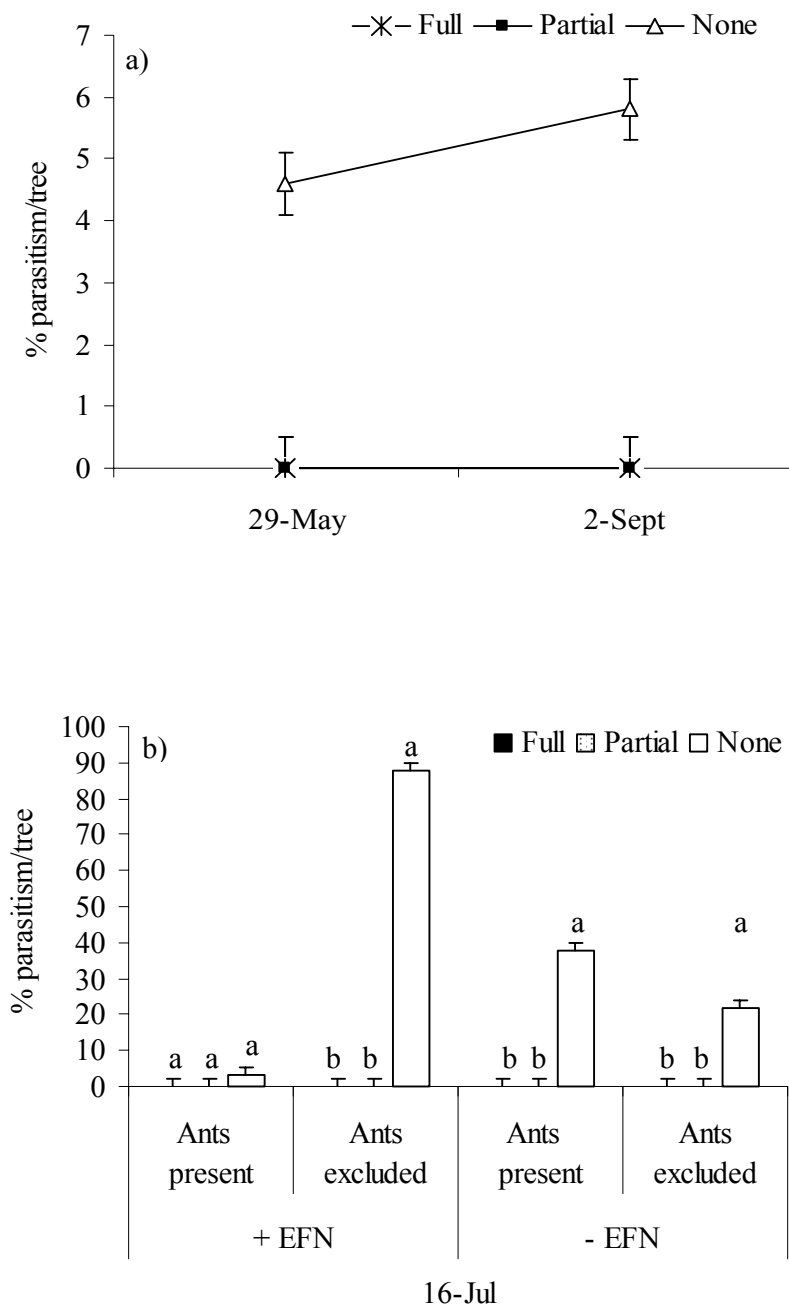 Full Partial None
a)
7
6
5
4
3
2
1
0
% parasitism/tree
29-May 2-Sept
b)
Full Partial None
100
90
80
70
60
50
40
30
20
10
0
% parasitism/tree
a a a b b a b b a b b a
Ants present Ants excluded Ants present Ants excluded
+ EFN - EFN
16-Jul